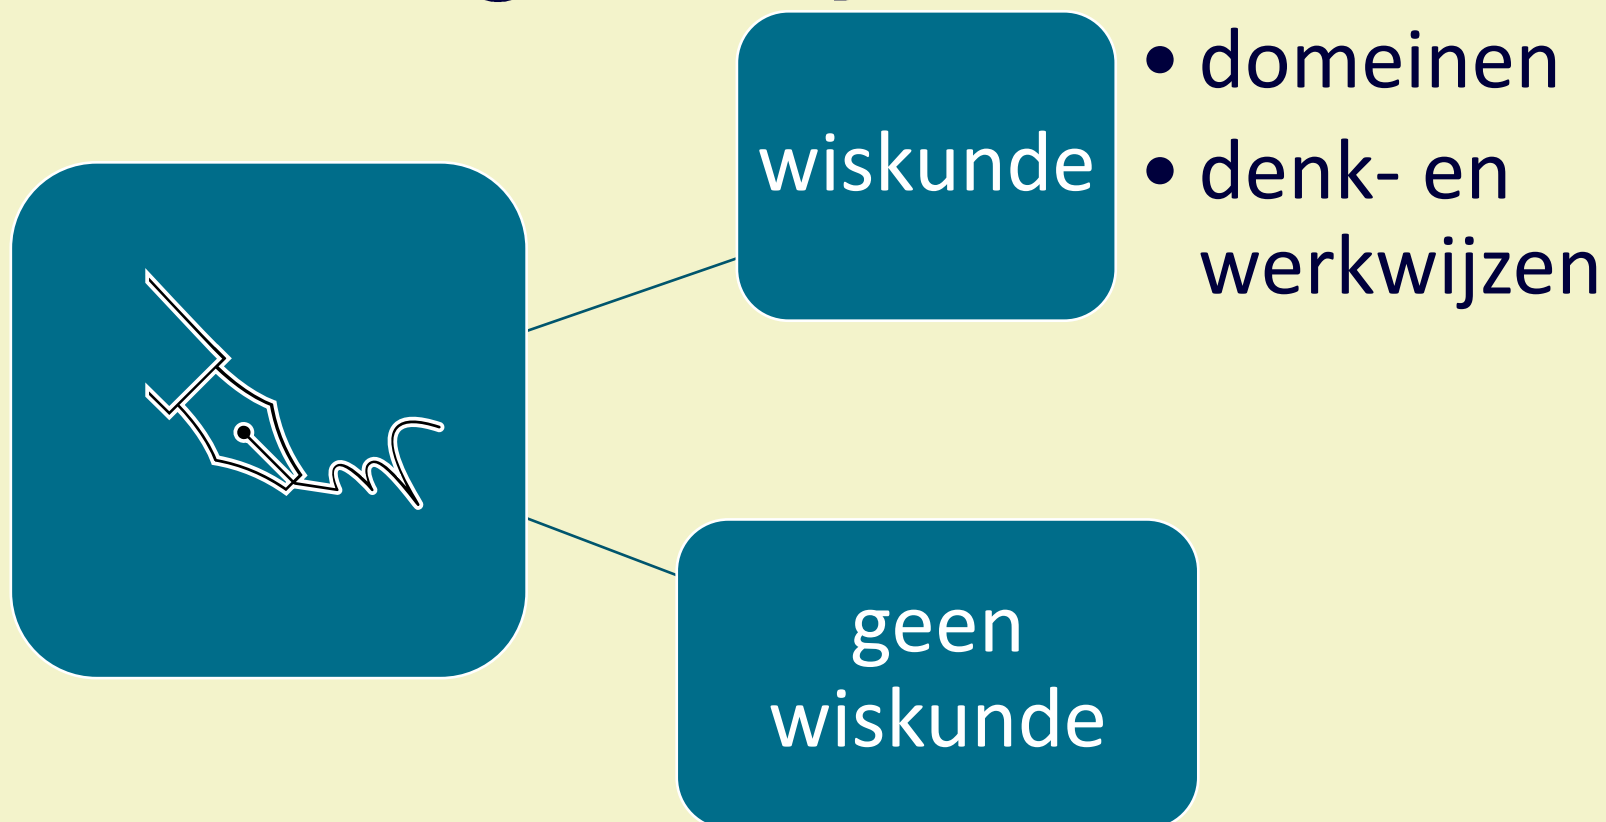 wiskunde
• domeinen
• denk- en
werkwijzen
geen
wiskunde